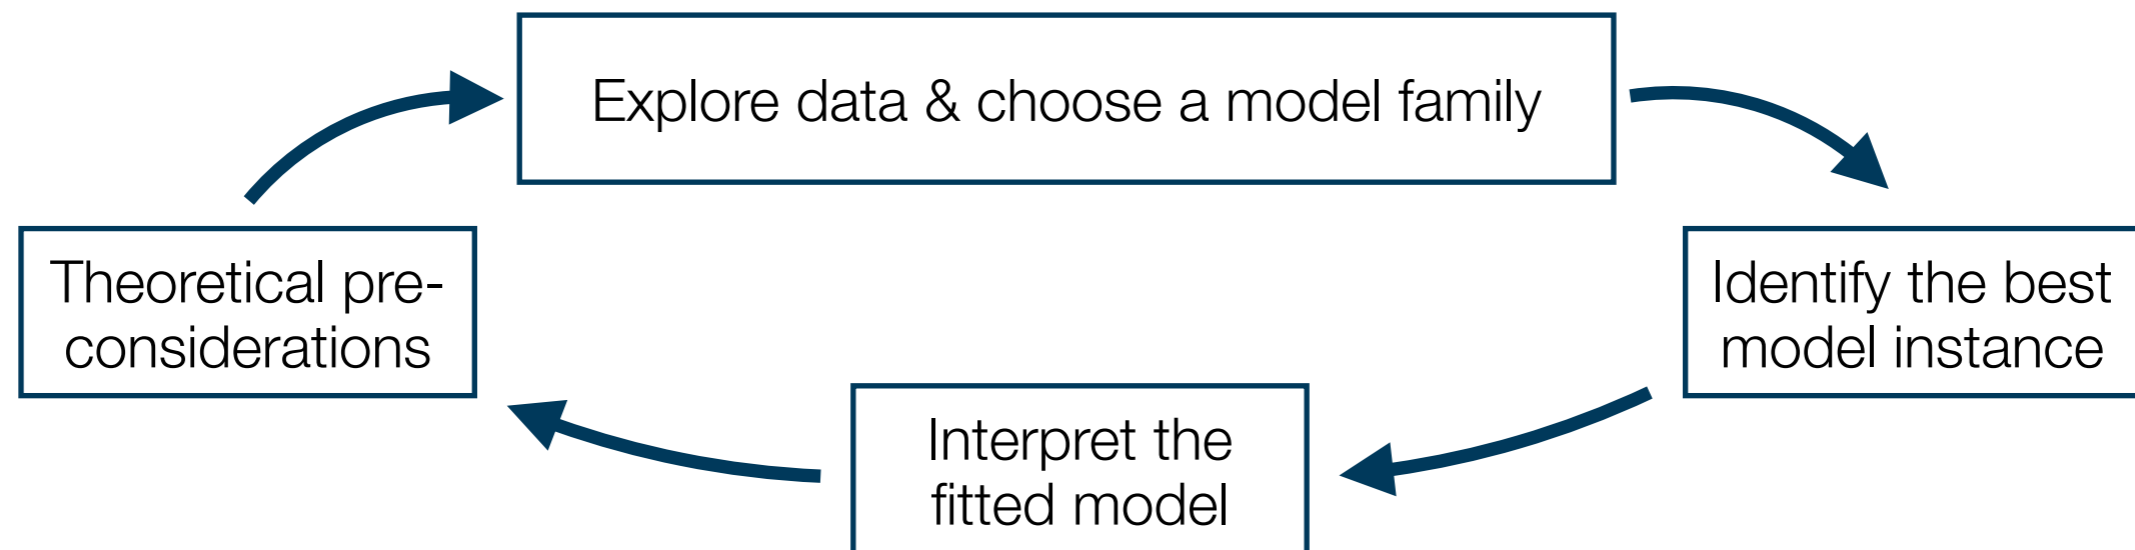 Explore data & choose a model family
Theoretical pre-
considerations
Identify the best
model instance
Interpret the
fitted model